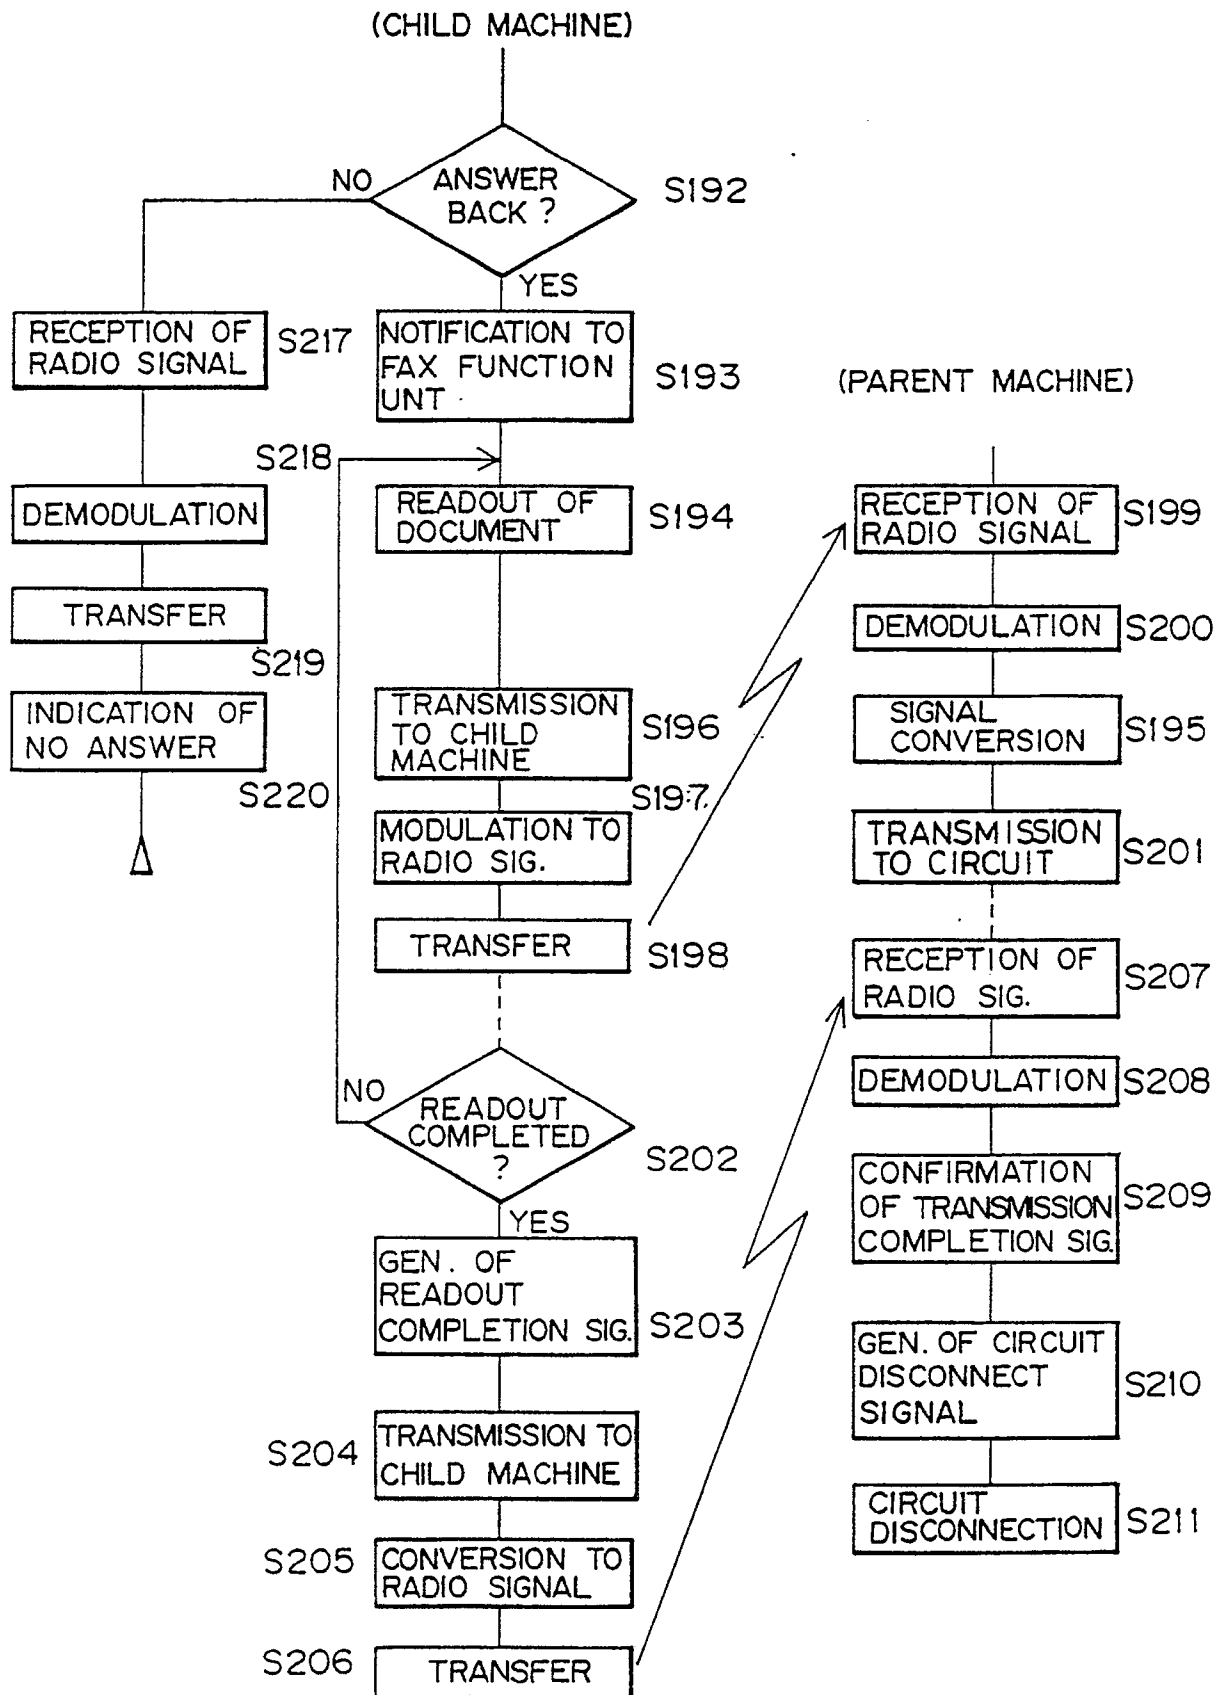 (CHILD MACHINE)
NO
ANSWER
BACK ?
S192
YES
RECEPTION OF
RADIO SIGNAL
S217
NOTIFICATION TO
FAX FUNCTION
UNT
S193
S218
DEMODULATION
READOUT OF
DOCUMENT
S194
TRANSFER
S219
INDICATION OF
NO ANSWER
S220
TRANSMISSION
TO CHILD
MACHINE
S196
S197
MODULATION TO
RADIO SIG.
TRANSFER
S198
NO
READOUT
COMPLETED
?
S202
YES
GEN. OF
READOUT
COMPLETION SIG.
S203
S204
TRANSMISSION TO
CHILD MACHINE
S205
CONVERSION TO
RADIO SIGNAL
S206
TRANSFER
(PARENT MACHINE)
RECEPTION OF
RADIO SIGNAL
S199
DEMODULATION
S200
SIGNAL
CONVERSION
S195
TRANSMISSION
TO CIRCUIT
S201
RECEPTION OF
RADIO SIG.
S207
DEMODULATION
S208
CONFIRMATION
OF TRANSMISSION
COMPLETION SIG.
S209
GEN. OF CIRCUIT
DISCONNECT
SIGNAL
S210
CIRCUIT
DISCONNECTION
S211